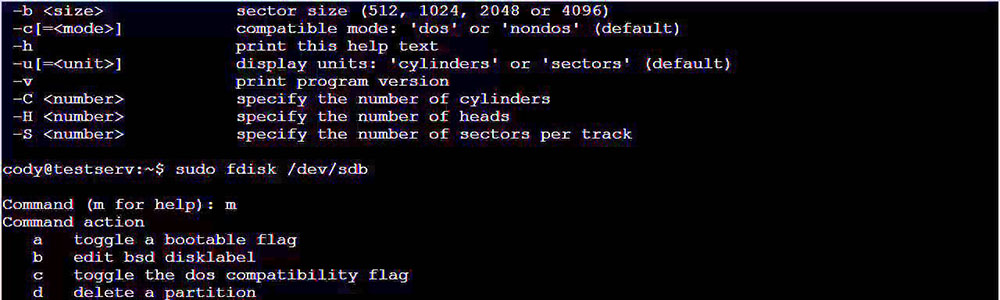 -b <size>                 sector size (512, 1024, 2048 or 4096)
-c[=<mode>]               compatible mode: 'dos' or 'nondos' (default)
-h                        print this help text
-u[=<unit>]               display units: 'cylinders' or 'sectors' (default)
-v                        print program version
-C <number>               specify the number of cylinders
-H <number>               specify the number of heads
-S <number>               specify the number of sectors per track
cody@testserv:~$ sudo fdisk /dev/sdb
Command (m for help): m
Command action
a   toggle a bootable flag
b   edit bsd disklabel
c   toggle the dos compatibility flag
d   delete a partition